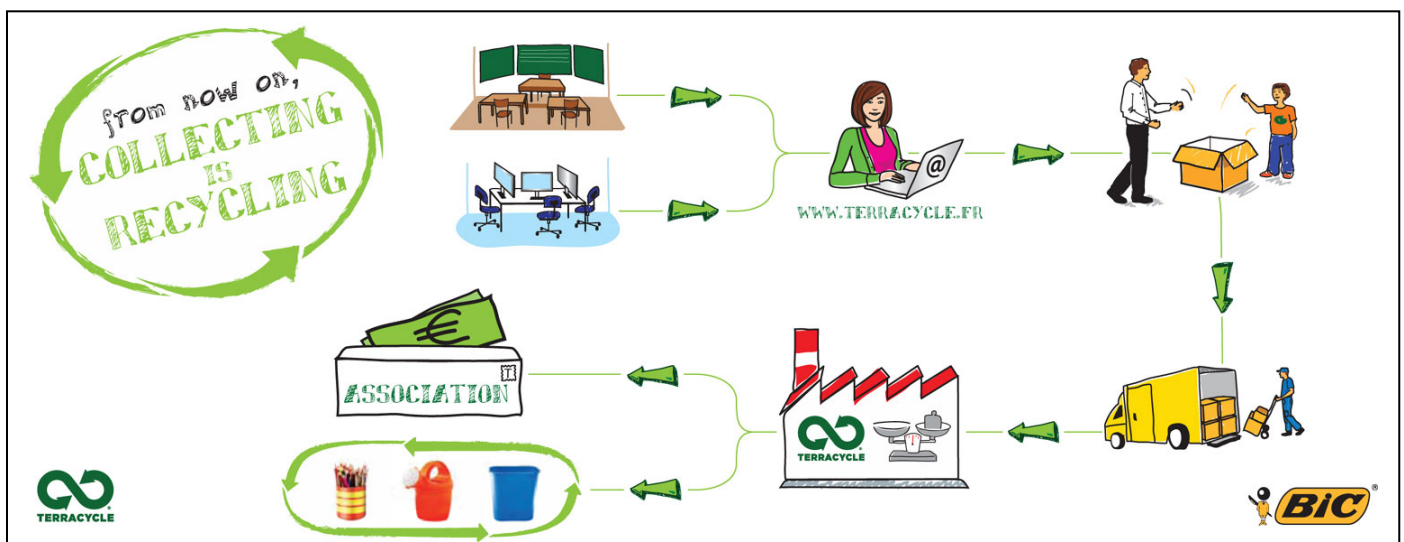 from now on,
COLLECTING
IS
RECYCLING
@
WWW.TERRACYCLE.FR
€
ASSOCIATION
T
TERRACYCLE
TERRACYCLE®
BIC®